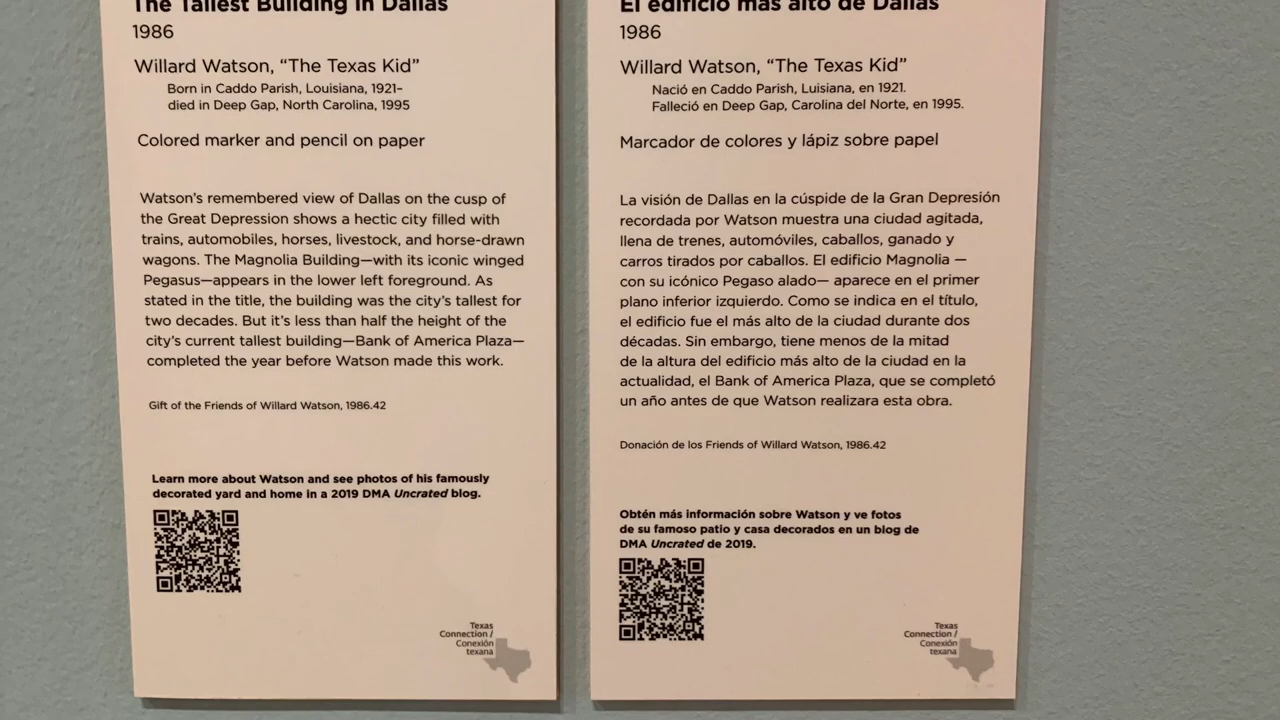 The Tallest Building in Dallas
1986
Willard Watson, “The Texas Kid”
Born in Caddo Parish, Louisiana, 1921–
died in Deep Gap, North Carolina, 1995
Colored marker and pencil on paper
Watson’s remembered view of Dallas on the cusp of
the Great Depression shows a hectic city filled with
trains, automobiles, horses, livestock, and horse-drawn
wagons. The Magnolia Building—with its iconic winged
Pegasus—appears in the lower left foreground. As
stated in the title, the building was the city’s tallest for
two decades. But it’s less than half the height of the
city’s current tallest building—Bank of America Plaza—
completed the year before Watson made this work.
Gift of the Friends of Willard Watson, 1986.42
Learn more about Watson and see photos of his famously
decorated yard and home in a 2019 DMA Uncrated blog.
Texas
Connection /
Conexión
texana
El edificio más alto de Dallas
1986
Willard Watson, “The Texas Kid”
Nació en Caddo Parish, Luisiana, en 1921.
Falleció en Deep Gap, Carolina del Norte, en 1995.
Marcador de colores y lápiz sobre papel
La visión de Dallas en la cúspide de la Gran Depresión
recordada por Watson muestra una ciudad agitada,
llena de trenes, automóviles, caballos, ganado y
carros tirados por caballos. El edificio Magnolia —
con su icónico Pegaso alado— aparece en el primer
plano inferior izquierdo. Como se indica en el título,
el edificio fue el más alto de la ciudad durante dos
décadas. Sin embargo, tiene menos de la mitad
de la altura del edificio más alto de la ciudad en la
actualidad, el Bank of America Plaza, que se completó
un año antes de que Watson realizara esta obra.
Donación de los Friends of Willard Watson, 1986.42
Obtén más información sobre Watson y ve fotos
de su famoso patio y casa decorados en un blog de
DMA Uncrated de 2019.
Texas
Connection /
Conexión
texana